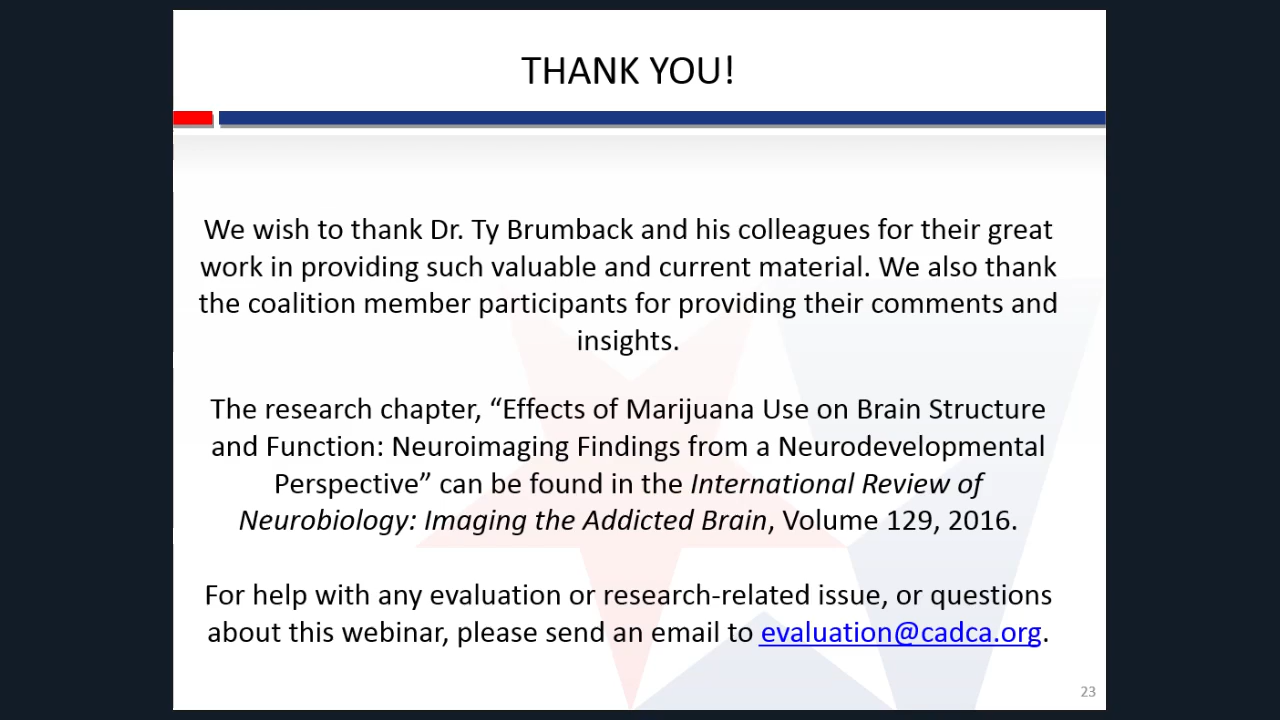 THANK YOU!
We wish to thank Dr. Ty Brumback and his colleagues for their great
work in providing such valuable and current material. We also thank
the coalition member participants for providing their comments and
insights.
The research chapter, “Effects of Marijuana Use on Brain Structure
and Function: Neuroimaging Findings from a Neurodevelopmental
Perspective” can be found in the International Review of
Neurobiology: Imaging the Addicted Brain, Volume 129, 2016.
For help with any evaluation or research-related issue, or questions
about this webinar, please send an email to evaluation@cadca.org.
23